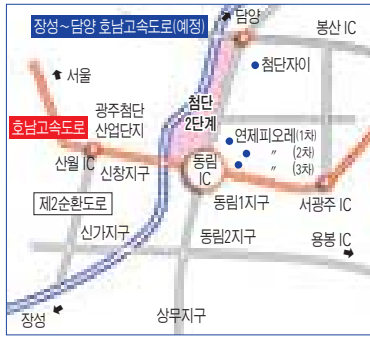 장성~담양 호남고속도로(예정)
담양
봉산 IC
서울
첨단자이
첨단
2단계
호남고속도로
광주첨단
산업단지
연제피오레(1차)
〃 (2차)
〃 (3차)
산월 IC
신창지구
동림
IC
동림1지구
서광주 IC
제2순환도로
신가지구
동림2지구
용봉 IC
장성
상무지구